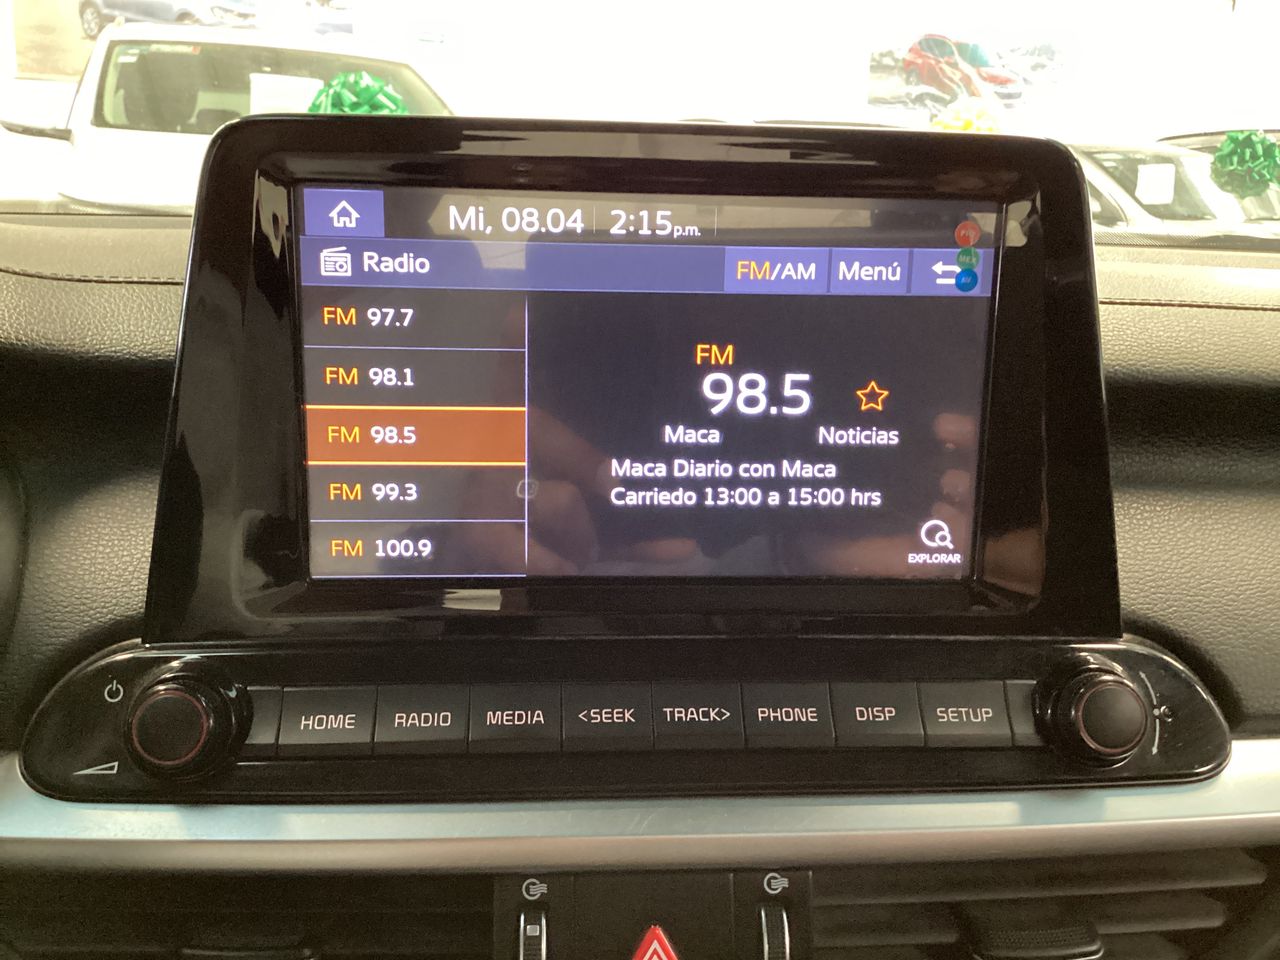 Mi, 08.04 2:15p.m.
Radio FM/AM Menú
FM 97.7
FM 98.1
FM 98.5
FM 99.3
FM 100.9
FM
98.5
Maca Noticias
Maca Diario con Maca
Carriedo 13:00 a 15:00 hrs
EXPLORAR
HOME RADIO MEDIA <SEEK TRACK> PHONE DISP SETUP